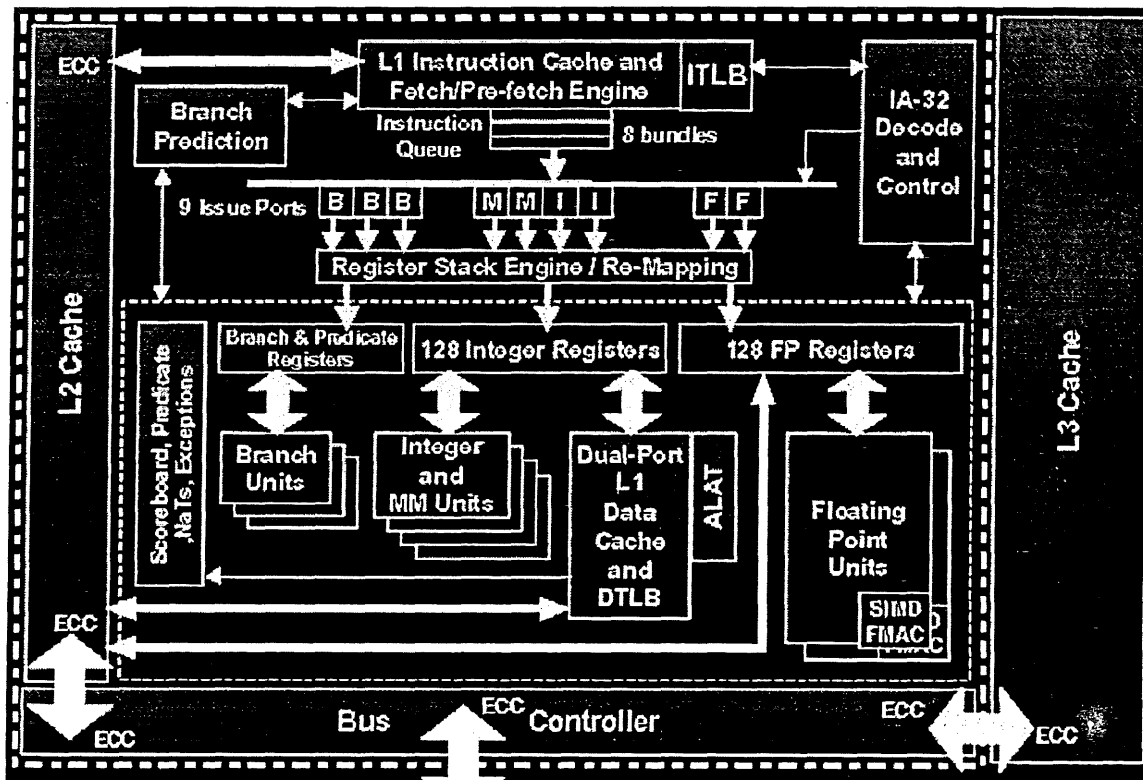 ECC
L1 Instruction Cache and
Fetch/Pre-fetch Engine
ITLB
IA-32
Decode
and
Control
Branch
Prediction
Instruction
Queue
8 bundles
9 Issue Ports
B B B
M M I I
F F
Register Stack Engine / Re-Mapping
L2 Cache
L3 Cache
Scoreboard, Predicate
,NaTs, Exceptions
Branch & Predicate
Registers
128 Integer Registers
128 FP Registers
Branch
Units
Integer
and
MM Units
Dual-Port
L1
Data
Cache
and
DTLB
ALAT
Floating
Point
Units
SIMD
FMAC
ECC
ECC
Bus
ECC
Controller
ECC
ECC